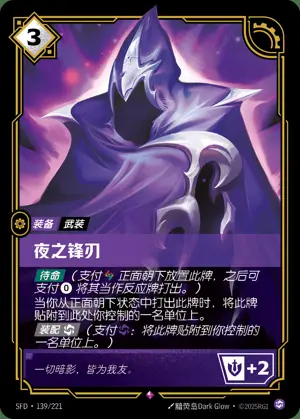 3
装备 武装
夜之锋刃
待命 (支付 正面朝下放置此牌，之后可
支付 0 将其当作反应牌打出。)
当你从正面朝下状态中打出此牌时，将此牌
贴附到此处你控制的一名单位上。
装配 (支付 ：将此牌贴附到你控制的
一名单位上。)
一切暗影，皆为我友。
+2
SFD • 139/221
黯荧岛Dark Glow • ©2025RGI